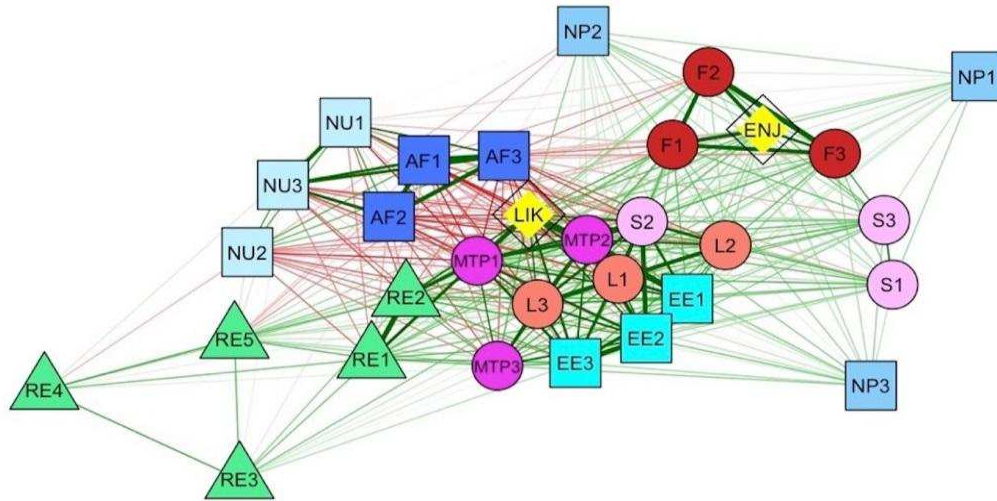 NP2
F2
NP1
NU1
ENJ
AF1
AF3
F1
F3
NU3
AF2
LIK
S2
S3
MTP2
L2
NU2
MTP1
L1
S1
RE2
L3
EE1
RE5
EE2
RE1
EE3
MTP3
NP3
RE4
RE3